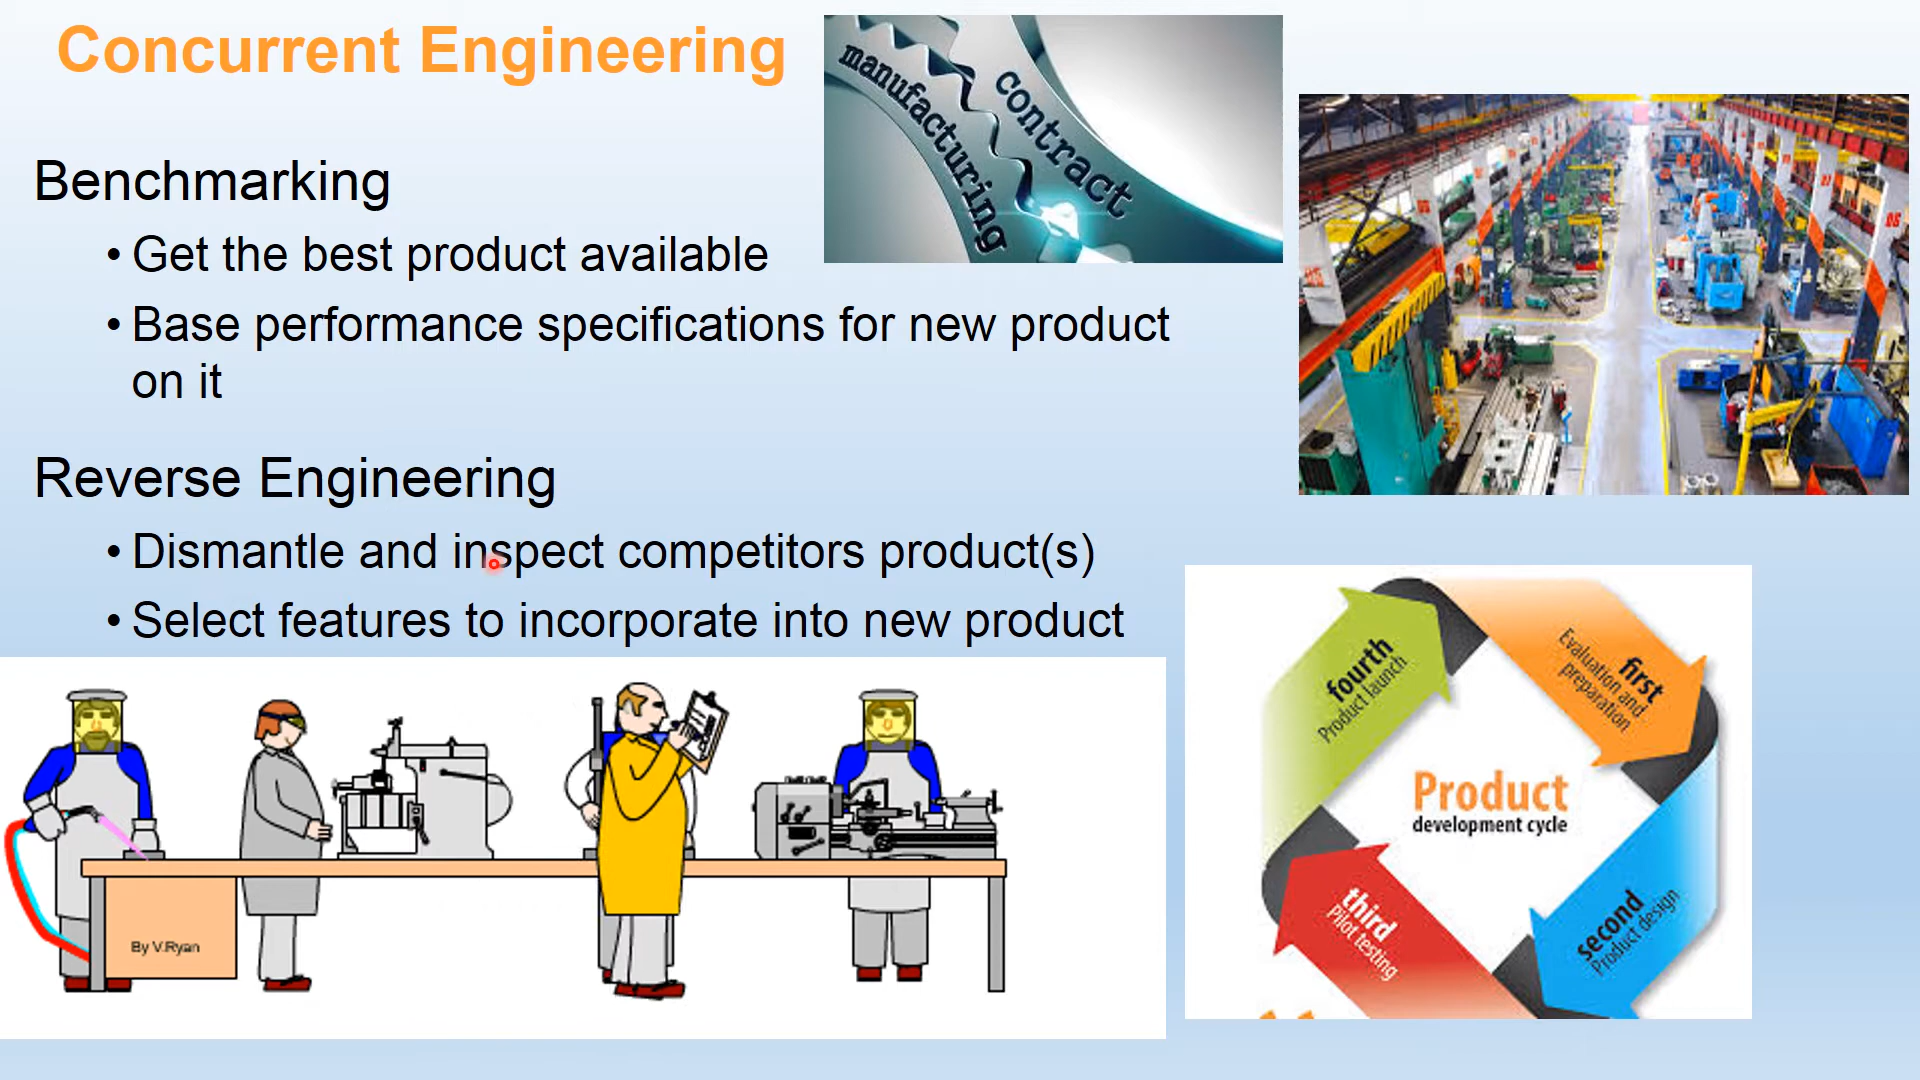 Concurrent Engineering
manufacturing
contract
Benchmarking
• Get the best product available
• Base performance specifications for new product
on it
Reverse Engineering
• Dismantle and inspect competitors product(s)
• Select features to incorporate into new product
By V.Ryan
fourth
Product launch
first
Evaluation and
preparation
Product
development cycle
third
Pilot testing
second
Product design